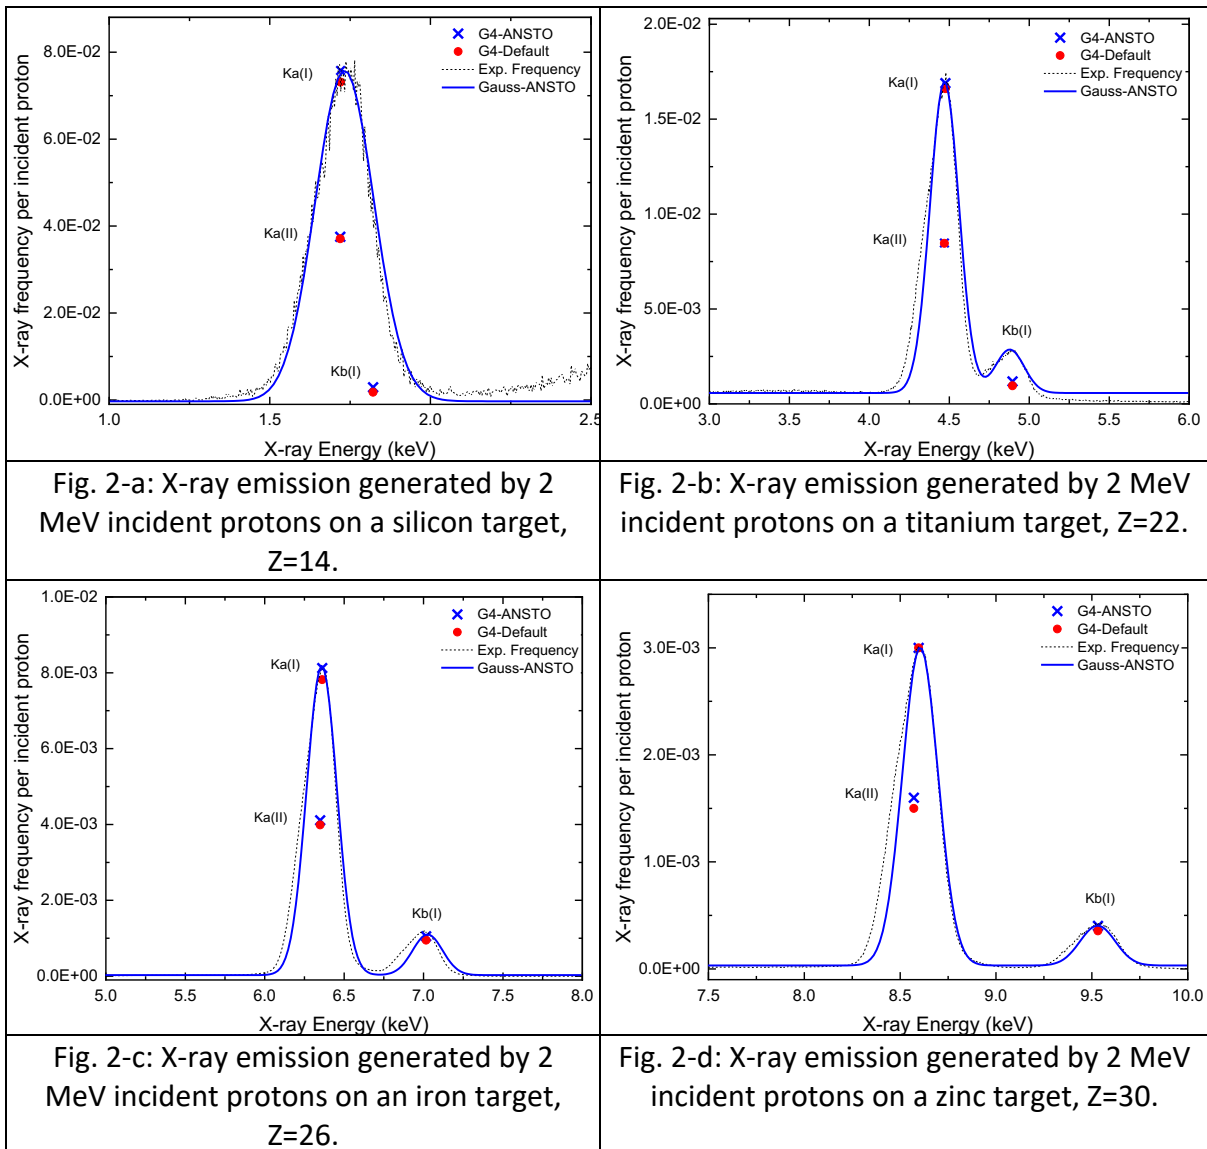 8.0E-02
6.0E-02
4.0E-02
2.0E-02
0.0E+00
X-ray frequency per incident proton
Ka(I)
Ka(II)
Kb(I)
G4-ANSTO
G4-Default
Exp. Frequency
Gauss-ANSTO
1.0
1.5
2.0
2.5
X-ray Energy (keV)
2.0E-02
1.5E-02
1.0E-02
5.0E-03
0.0E+00
X-ray frequency per incident proton
Ka(I)
Ka(II)
Kb(I)
G4-ANSTO
G4-Default
Exp. Frequency
Gauss-ANSTO
3.0
3.5
4.0
4.5
5.0
5.5
6.0
X-ray Energy (keV)
Fig. 2-a: X-ray emission generated by 2
MeV incident protons on a silicon target,
Z=14.
Fig. 2-b: X-ray emission generated by 2 MeV
incident protons on a titanium target, Z=22.
1.0E-02
8.0E-03
6.0E-03
4.0E-03
2.0E-03
0.0E+00
X-ray frequency per incident proton
Ka(I)
Ka(II)
Kb(I)
G4-ANSTO
G4-Default
Exp. Frequency
Gauss-ANSTO
5.0
5.5
6.0
6.5
7.0
7.5
8.0
X-ray Energy (keV)
3.0E-03
2.0E-03
1.0E-03
0.0E+00
X-ray frequency per incident proton
Ka(I)
Ka(II)
Kb(I)
G4-ANSTO
G4-Default
Exp. Frequency
Gauss-ANSTO
7.5
8.0
8.5
9.0
9.5
10.0
X-ray Energy (keV)
Fig. 2-c: X-ray emission generated by 2
MeV incident protons on an iron target,
Z=26.
Fig. 2-d: X-ray emission generated by 2 MeV
incident protons on a zinc target, Z=30.